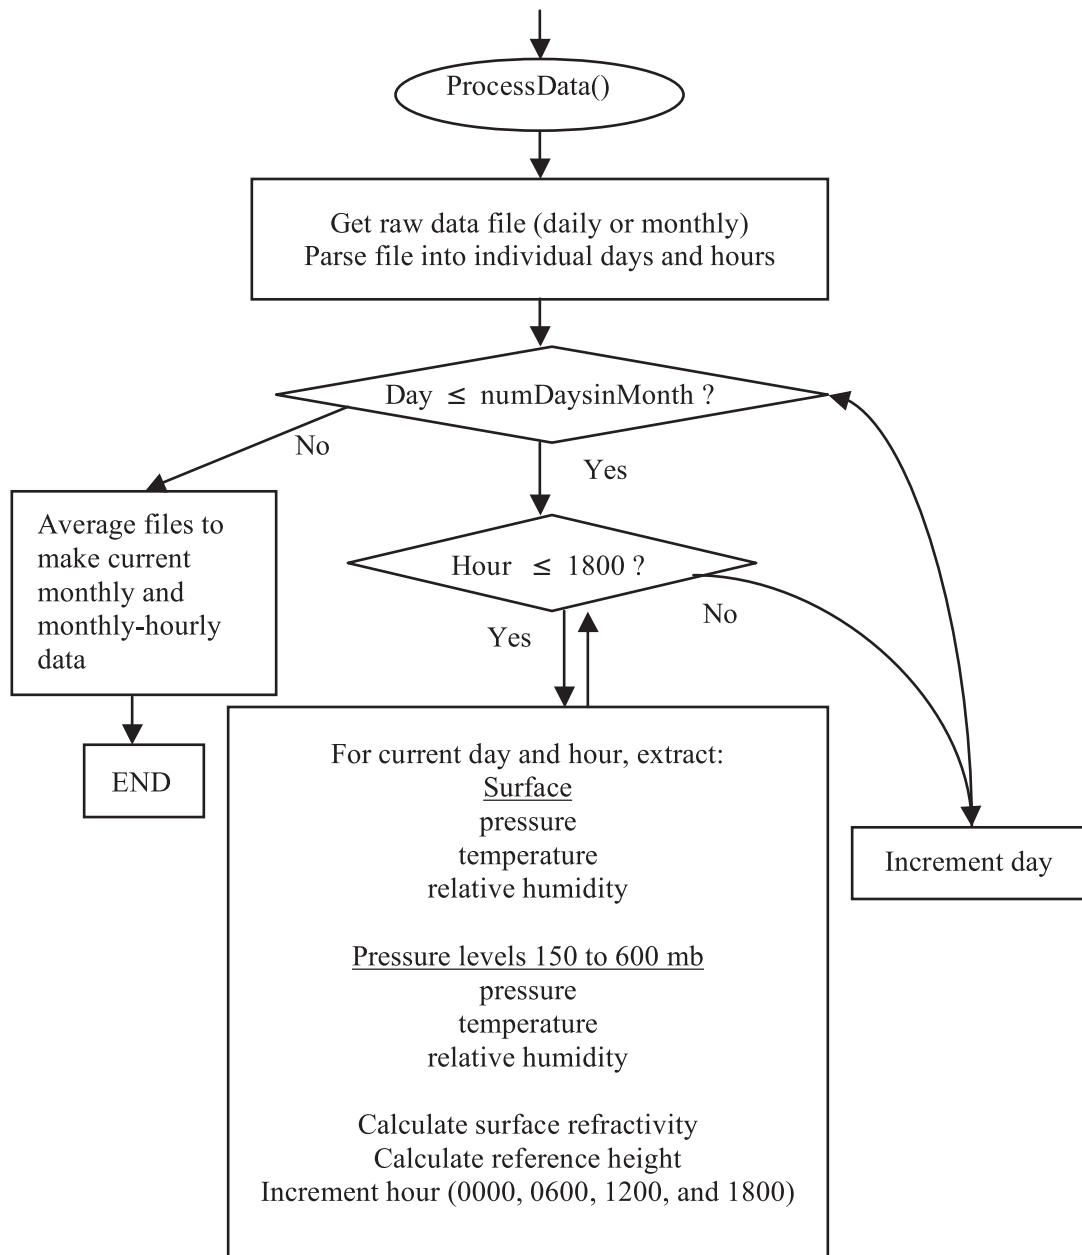 ProcessData()
Get raw data file (daily or monthly)
Parse file into individual days and hours
Day ≤ numDaysinMonth ?
No
Yes
Average files to
make current
monthly and
monthly-hourly
data
END
Hour ≤ 1800 ?
Yes
No
For current day and hour, extract:
Surface
pressure
temperature
relative humidity
Pressure levels 150 to 600 mb
pressure
temperature
relative humidity
Calculate surface refractivity
Calculate reference height
Increment hour (0000, 0600, 1200, and 1800)
Increment day